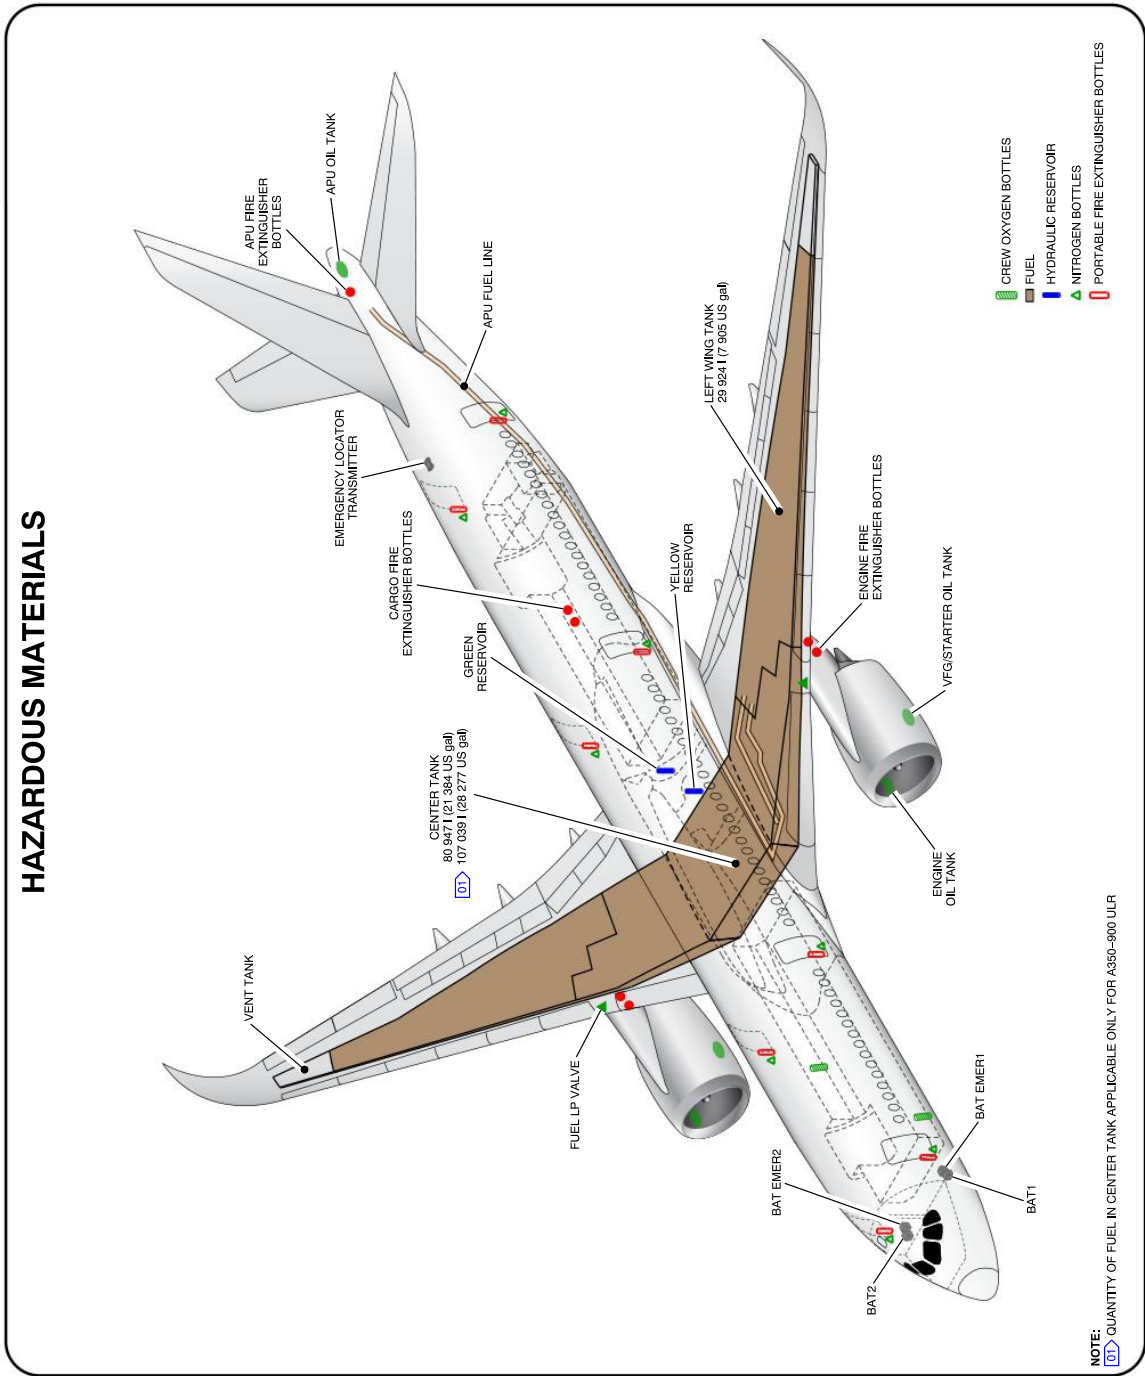 HAZARDOUS MATERIALS
VENT TANK
CENTER TANK
80 947 l (21 384 US gal)
01 107 039 l (28 277 US gal)
GREEN
RESERVOIR
CARGO FIRE
EXTINGUISHER BOTTLES
EMERGENCY LOCATOR
TRANSMITTER
APU FIRE
EXTINGUISHER
BOTTLES
APU OIL TANK
APU FUEL LINE
FUEL LP VALVE
YELLOW
RESERVOIR
LEFT WING TANK
29 924 l (7 905 US gal)
BAT EMER2
BAT2
BAT EMER1
BAT1
ENGINE
OIL TANK
VFG/STARTER OIL TANK
ENGINE FIRE
EXTINGUISHER BOTTLES
CREW OXYGEN BOTTLES
FUEL
HYDRAULIC RESERVOIR
NITROGEN BOTTLES
PORTABLE FIRE EXTINGUISHER BOTTLES
NOTE:
01 QUANTITY OF FUEL IN CENTER TANK APPLICABLE ONLY FOR A350-900 ULR